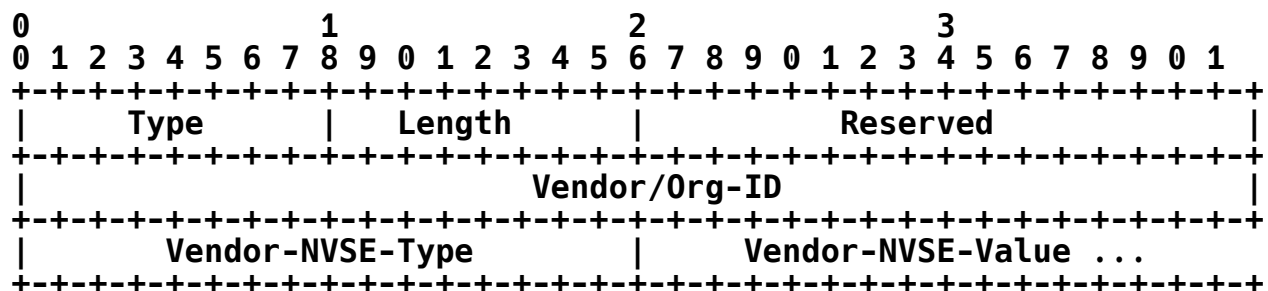 0                   1                   2                   3
0 1 2 3 4 5 6 7 8 9 0 1 2 3 4 5 6 7 8 9 0 1 2 3 4 5 6 7 8 9 0 1
+-+-+-+-+-+-+-+-+-+-+-+-+-+-+-+-+-+-+-+-+-+-+-+-+-+-+-+-+-+-+-+-+
|      Type     |   Length      |            Reserved           |
+-+-+-+-+-+-+-+-+-+-+-+-+-+-+-+-+-+-+-+-+-+-+-+-+-+-+-+-+-+-+-+-+
|                          Vendor/Org-ID                        |
+-+-+-+-+-+-+-+-+-+-+-+-+-+-+-+-+-+-+-+-+-+-+-+-+-+-+-+-+-+-+-+-+
|       Vendor-NVSE-Type        |     Vendor-NVSE-Value ...
+-+-+-+-+-+-+-+-+-+-+-+-+-+-+-+-+-+-+-+-+-+-+-+-+-+-+-+-+-+-+-+-+